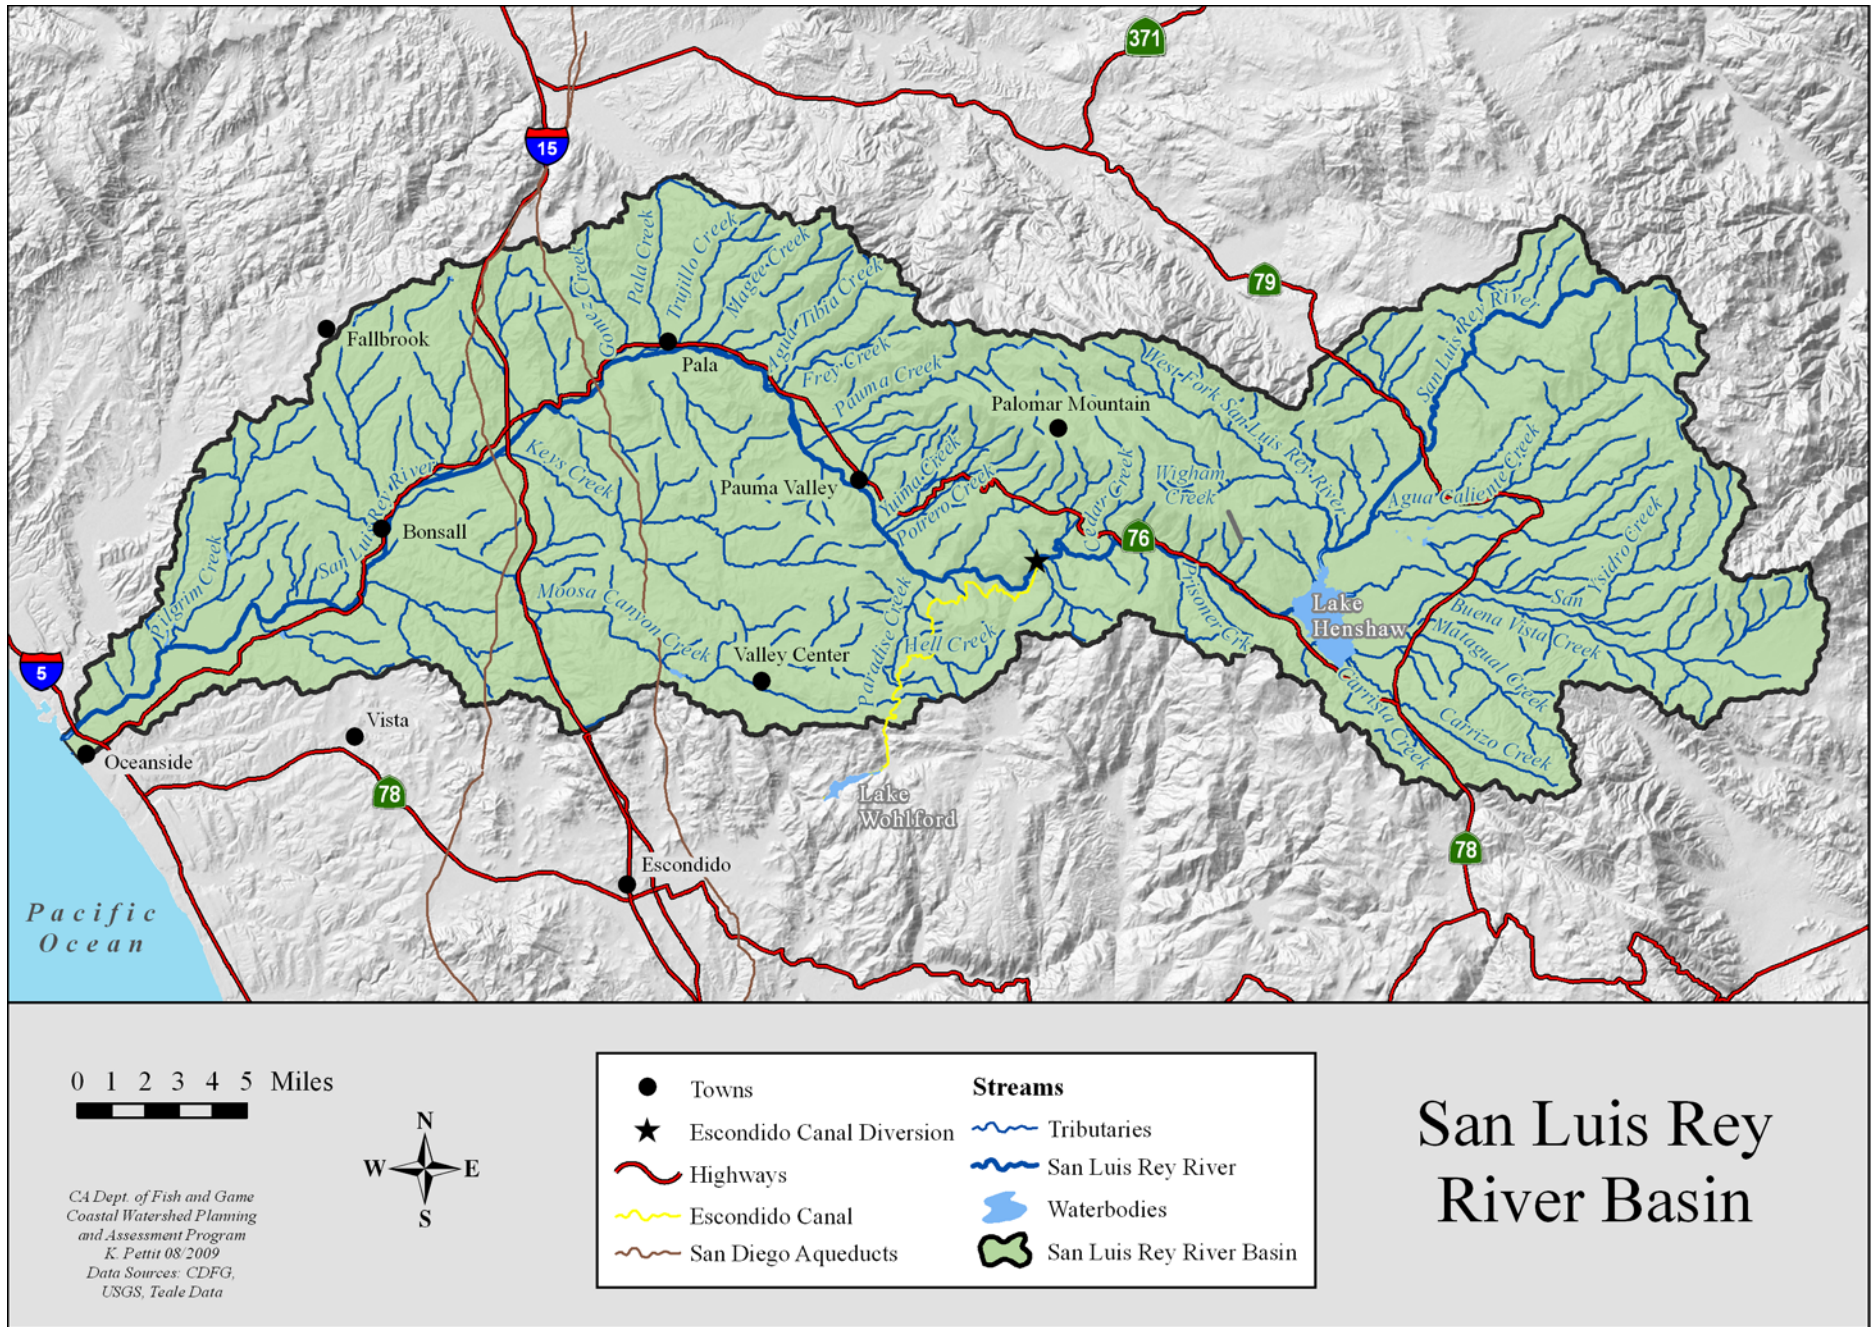 371
15
79
Gomez Creek
Pala Creek
Trujillo Creek
Magee Creek
Agua Tibia Creek
San Luis Rey River
Fallbrook
Pala
Frey Creek
Pauma Creek
West Fork San Luis Rey River
Palomar Mountain
Keys Creek
Pauma Valley
Yuima Creek
Potrero Creek
Cedar Creek
Wigham
Creek
Agua Caliente Creek
San Luis Rey River
Bonsall
76
Pilgrim Creek
Moosa Canyon Creek
Paradise Creek
Hell Creek
Valley Center
Crk
Lake
Henshaw
San Ysidro Creek
Buena Vista Creek
Matagual Creek
Carrista Creek
Carrizo Creek
5
Vista
Oceanside
78
Lake
Wohlford
Escondido
78
Pacific
Ocean
0 1 2 3 4 5 Miles
N
W E
S
CA Dept. of Fish and Game
Coastal Watershed Planning
and Assessment Program
K. Pettit 08/2009
Data Sources: CDFG,
USGS, Teale Data
Towns
Escondido Canal Diversion
Highways
Escondido Canal
San Diego Aqueducts
Streams
Tributaries
San Luis Rey River
Waterbodies
San Luis Rey River Basin
San Luis Rey
River Basin